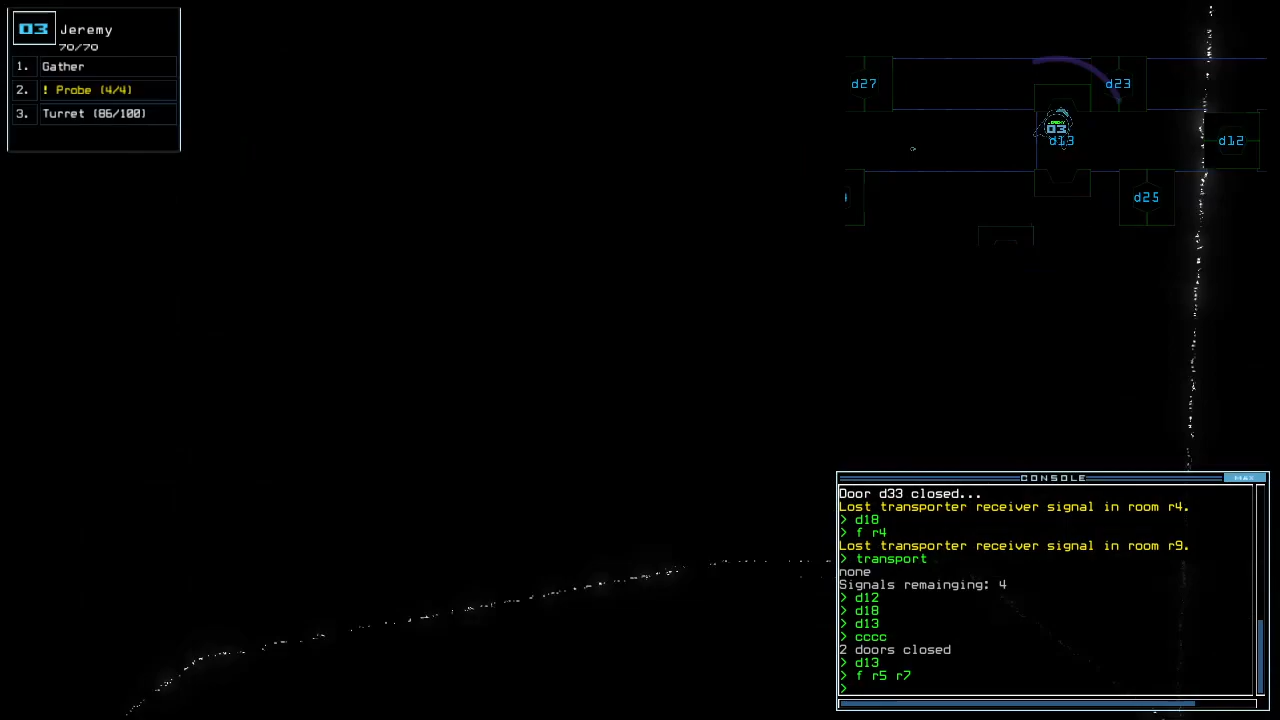 03 Jeremy
70/70
1. Gather
2. ! Probe (4/4)
3. Turret (86/100)
d27
d23
03
d13
d12
d25
CONSOLE
MAX
Door d33 closed...
Lost transporter receiver signal in room r4.
> d18
> f r4
Lost transporter receiver signal in room r9.
> transport
none
Signals remainging: 4
> d12
> d18
> d13
> cccc
2 doors closed
> d13
> f r5 r7
>